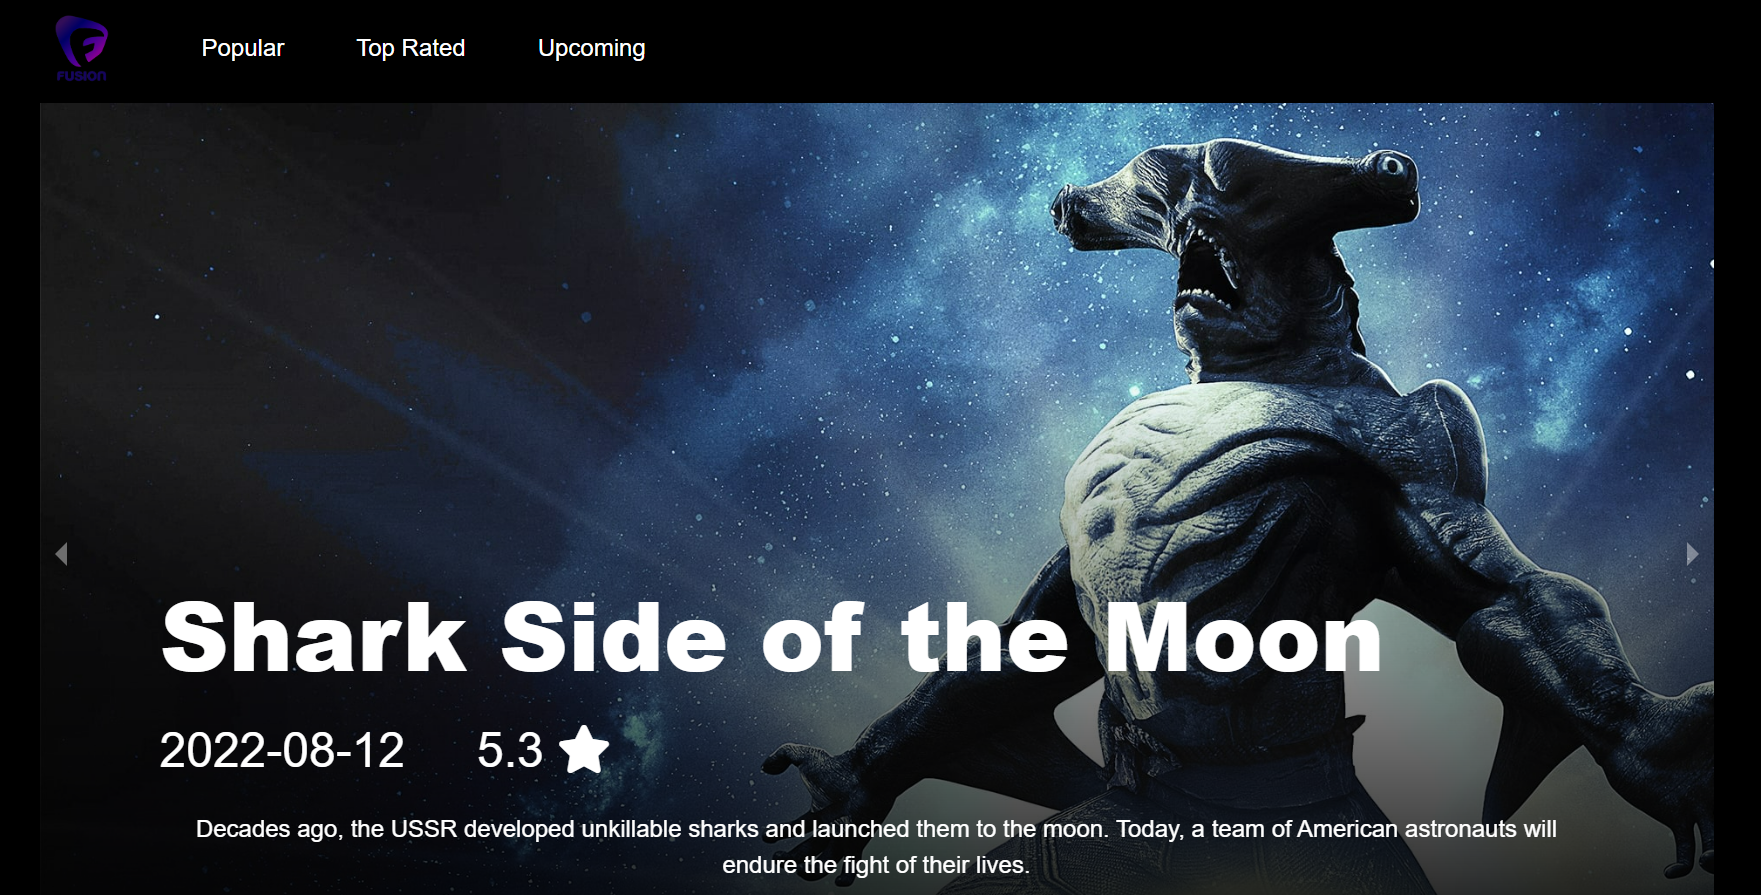 FUSION
Popular
Top Rated
Upcoming
Shark Side of the Moon
2022-08-12
5.3
Decades ago, the USSR developed unkillable sharks and launched them to the moon. Today, a team of American astronauts will
endure the fight of their lives.